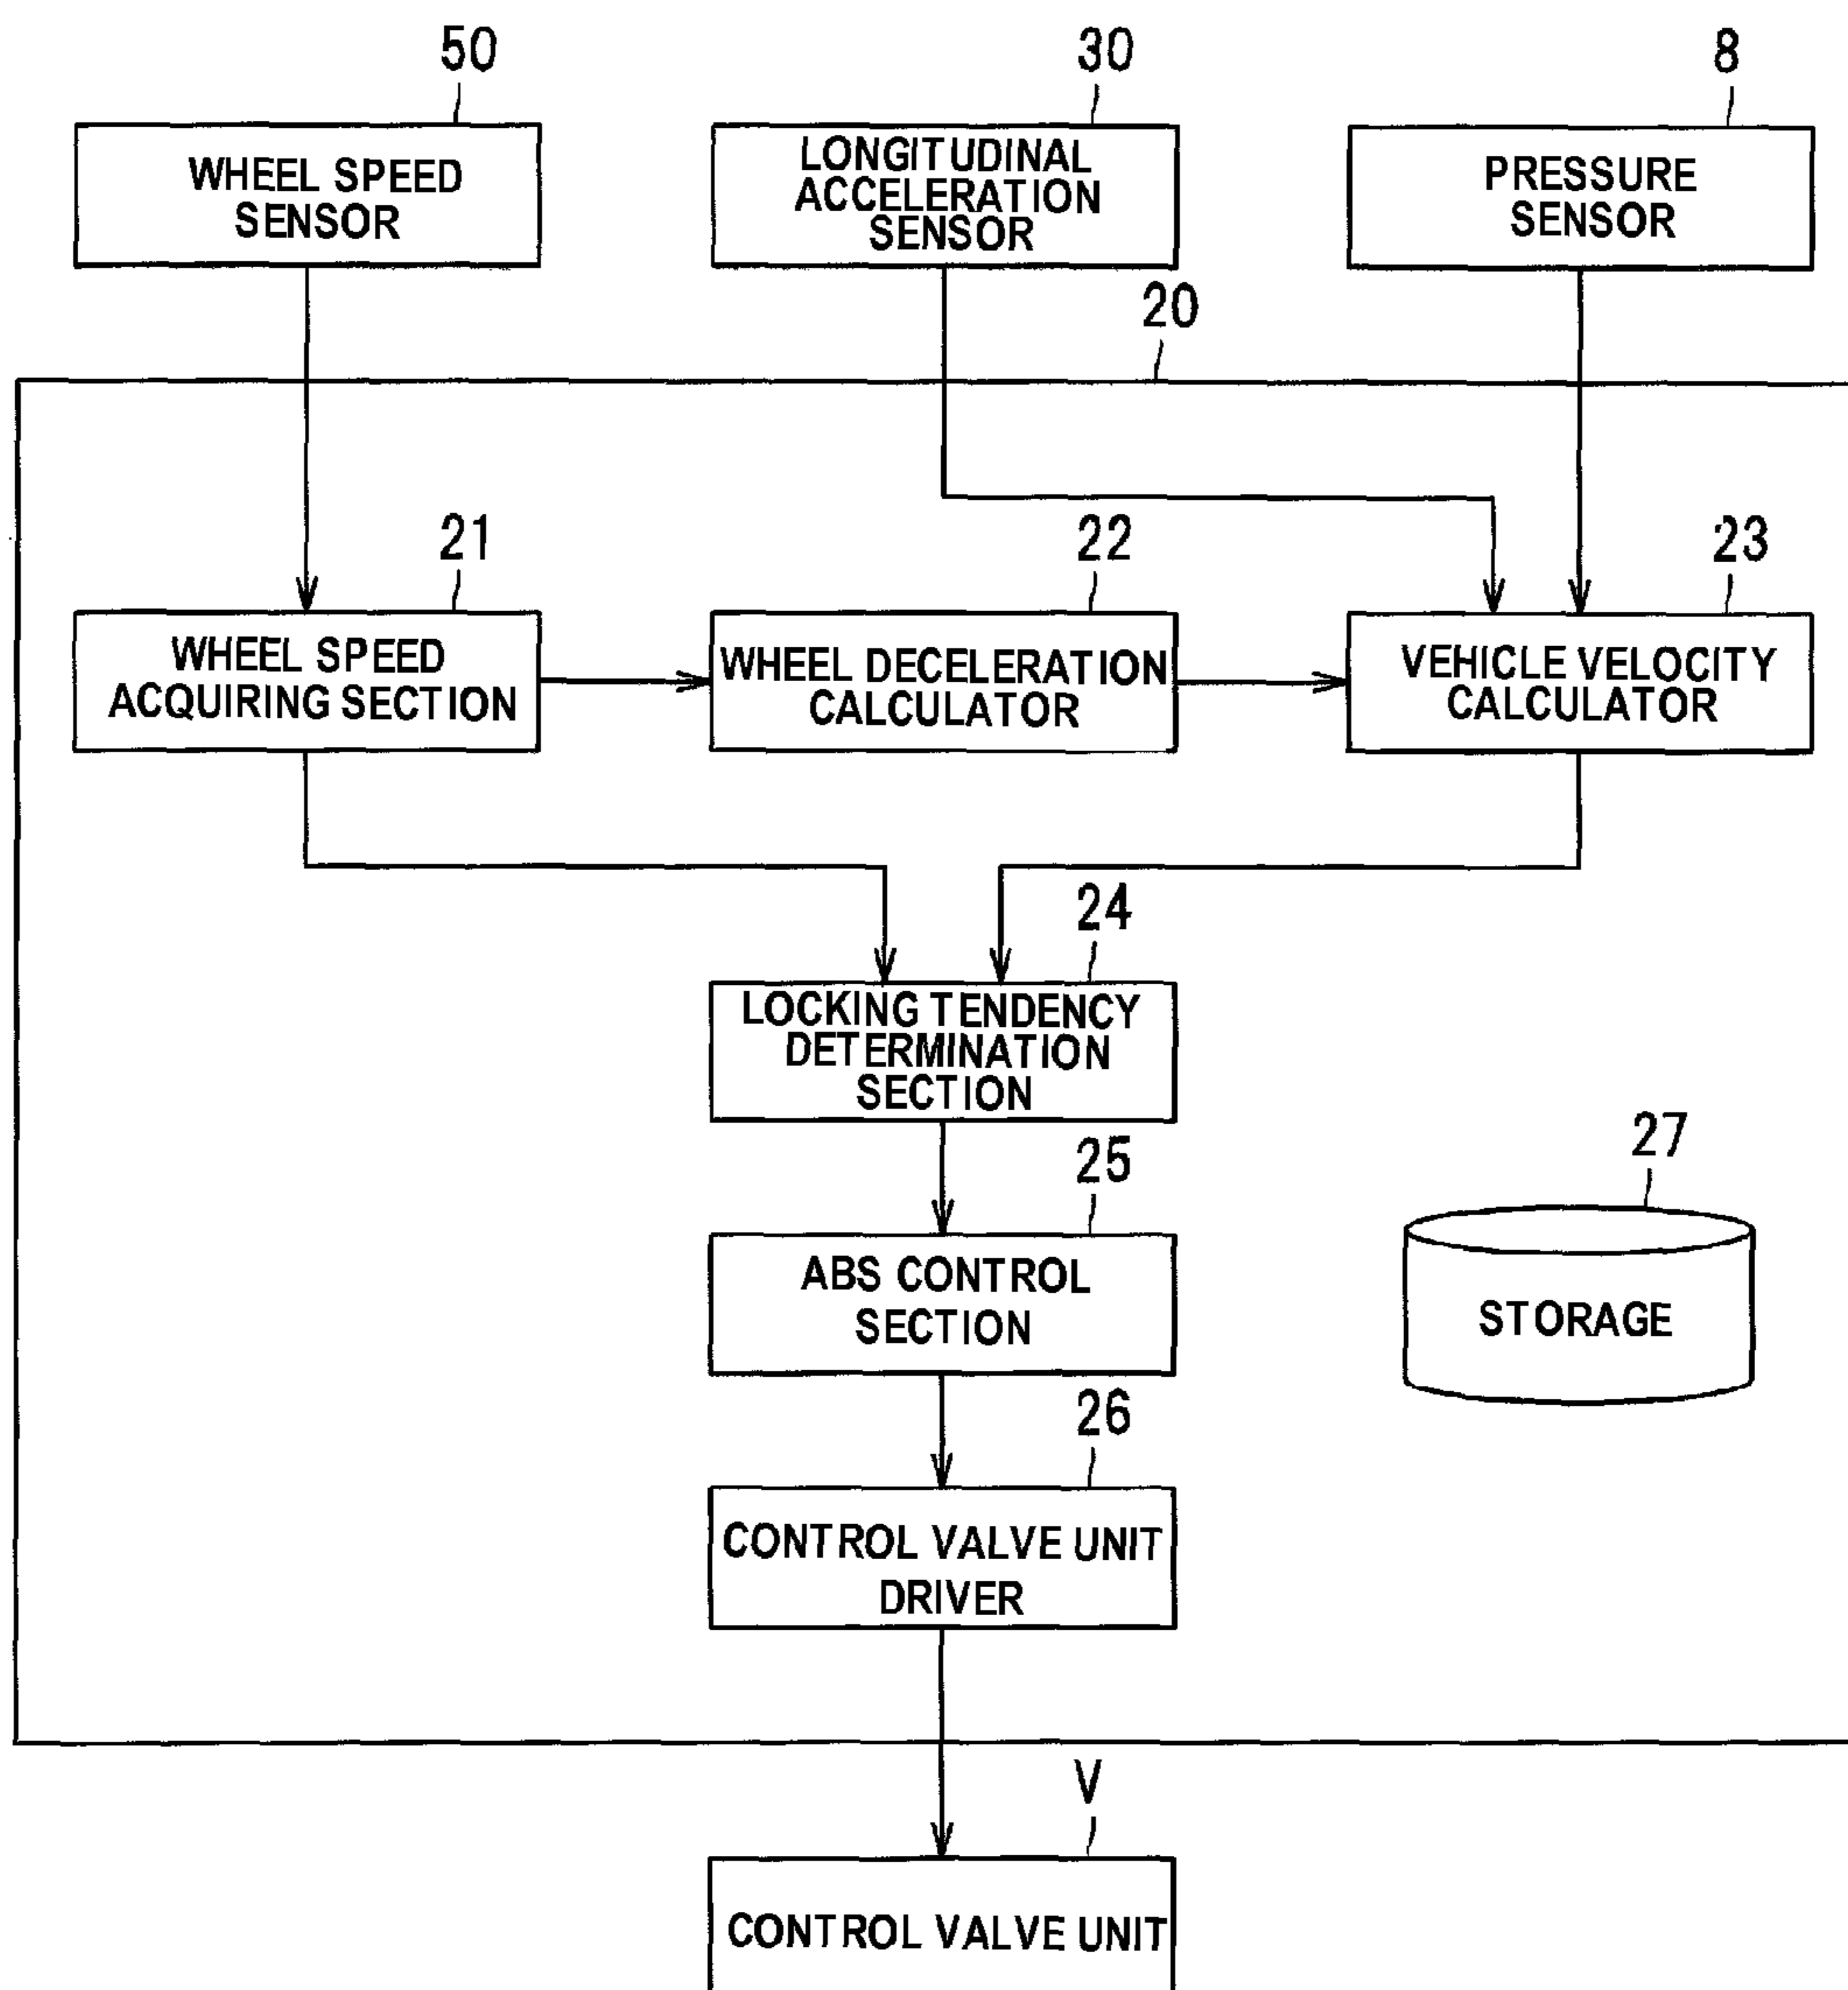 50
30
8
WHEEL SPEED
SENSOR
LONGITUDINAL
ACCELERATION
SENSOR
PRESSURE
SENSOR
20
21
22
23
WHEEL SPEED
ACQUIRING SECTION
WHEEL DECELERATION
CALCULATOR
VEHICLE VELOCITY
CALCULATOR
24
LOCKING TENDENCY
DETERMINATION
SECTION
25
ABS CONTROL
SECTION
27
STORAGE
26
CONTROL VALVE UNIT
DRIVER
V
CONTROL VALVE UNIT